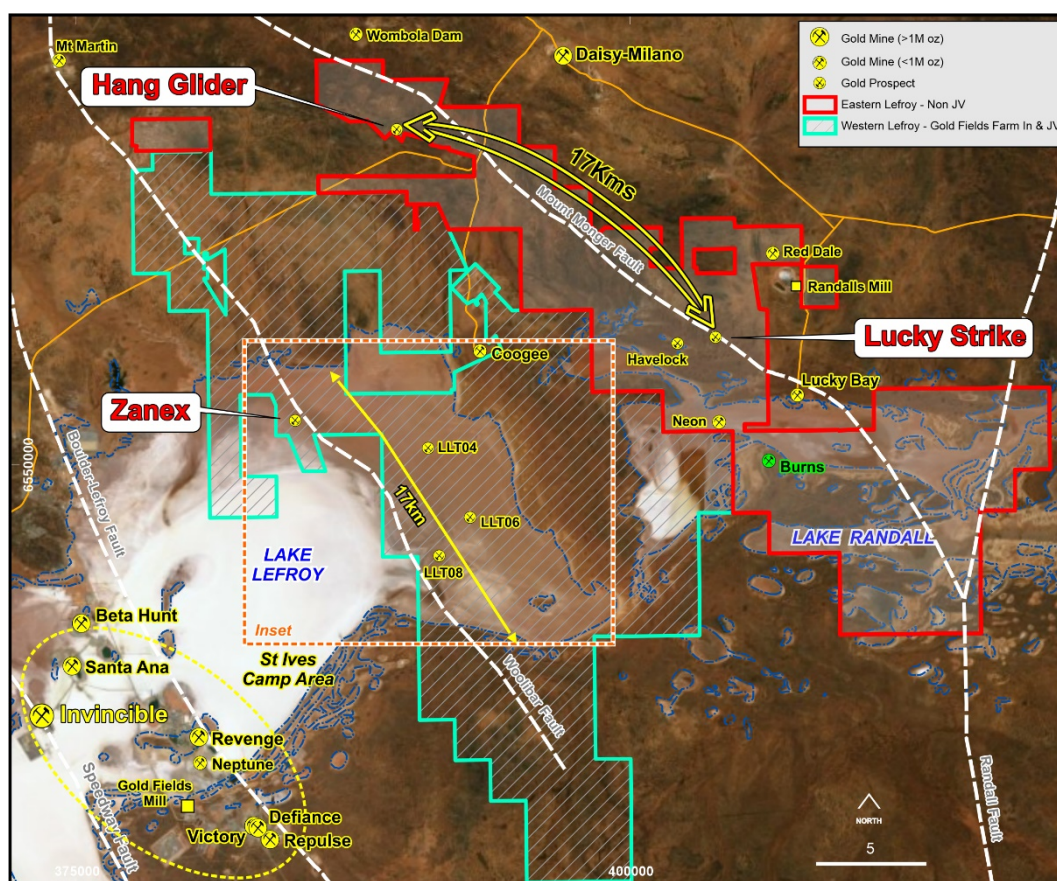 Mt Martin
Wombola Dam
Daisy-Milano
Gold Mine (>1M oz)
Gold Mine (<1M oz)
Gold Prospect
Eastern Lefroy - Non JV
Western Lefroy - Gold Fields Farm In & JV
Hang Glider
17Kms
Mount Monger Fault
Red Dale
Randalls Mill
Lucky Strike
Havelock
Coogee
Lucky Bay
Zanex
Neon
LLT04
Burns
6550000
Boulder-Lefroy Fault
17km
LLT06
LAKE RANDALL
LAKE
LEFROY
LLT08
Beta Hunt
Inset
St Ives
Camp Area
Santa Ana
Woolibar Fault
Invincible
Revenge
Neptune
Speedway Fault
Gold Fields
Mill
Defiance
Victory
Repulse
Randall Fault
NORTH
5
375000
400000